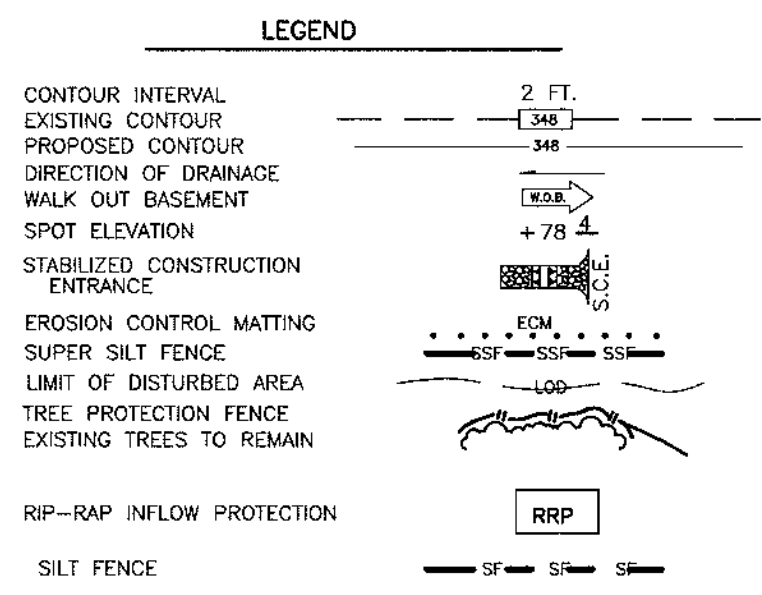 LEGEND
CONTOUR INTERVAL 2 FT.
EXISTING CONTOUR 348
PROPOSED CONTOUR 348
DIRECTION OF DRAINAGE
WALK OUT BASEMENT W.O.B.
SPOT ELEVATION +78 4
STABILIZED CONSTRUCTION
ENTRANCE S.C.E.
EROSION CONTROL MATTING ECM
SUPER SILT FENCE SSF SSF SSF
LIMIT OF DISTURBED AREA LOD
TREE PROTECTION FENCE
EXISTING TREES TO REMAIN
RIP-RAP INFLOW PROTECTION RRP
SILT FENCE SF SF SF